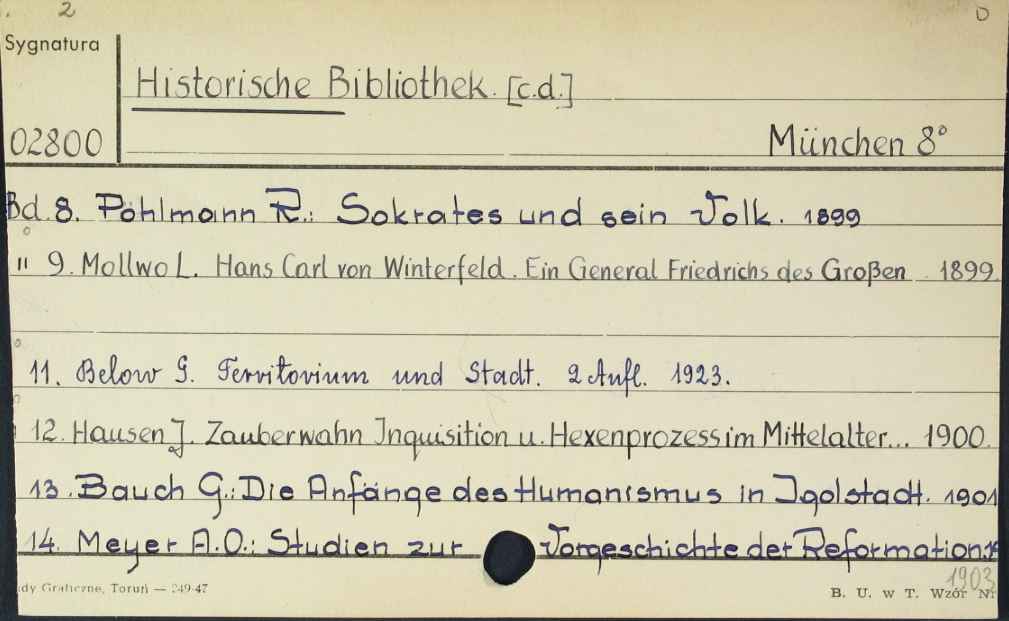 2
Sygnatura
Historische Bibliothek. [c.d.]
02800
München 8°
Bd. 8. Pöhlmann R.: Sokrates und sein Volk. 1899
" 9. Mollwo L. Hans Carl von Winterfeld. Ein General Friedrichs des Großen. 1899
11. Below G. Territorium und Stadt. 2 Aufl. 1923.
12. Hausen J. Zauberwahn Inquisition u. Hexenprozess im Mittelalter... 1900.
13. Bauch G.: Die Anfänge des Humanismus in Igolstadt. 1901
14. Meyer A.O.: Studien zur Vorgeschichte der Reformation.
1903
dy Graficzne, Toruń — 249-47
B. U. w T. Wzór Nr